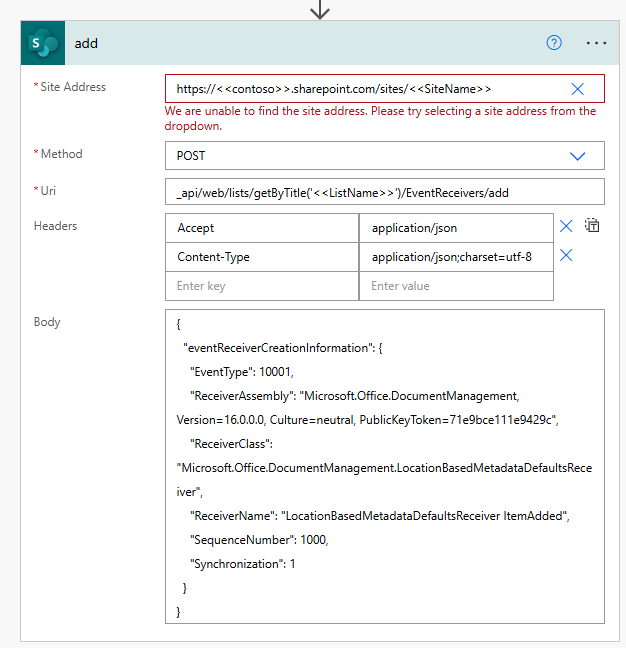 add
* Site Address
https://<<contoso>>.sharepoint.com/sites/<<SiteName>>
We are unable to find the site address. Please try selecting a site address from the
dropdown.
* Method
POST
* Uri
_api/web/lists/getByTitle('<<ListName>>')/EventReceivers/add
Headers
Accept
application/json
Content-Type
application/json;charset=utf-8
Enter key
Enter value
Body
{
"eventReceiverCreationInformation": {
"EventType": 10001,
"ReceiverAssembly": "Microsoft.Office.DocumentManagement,
Version=16.0.0.0, Culture=neutral, PublicKeyToken=71e9bce111e9429c",
"ReceiverClass":
"Microsoft.Office.DocumentManagement.LocationBasedMetadataDefaultsRece
iver",
"ReceiverName": "LocationBasedMetadataDefaultsReceiver ItemAdded",
"SequenceNumber": 1000,
"Synchronization": 1
}
}